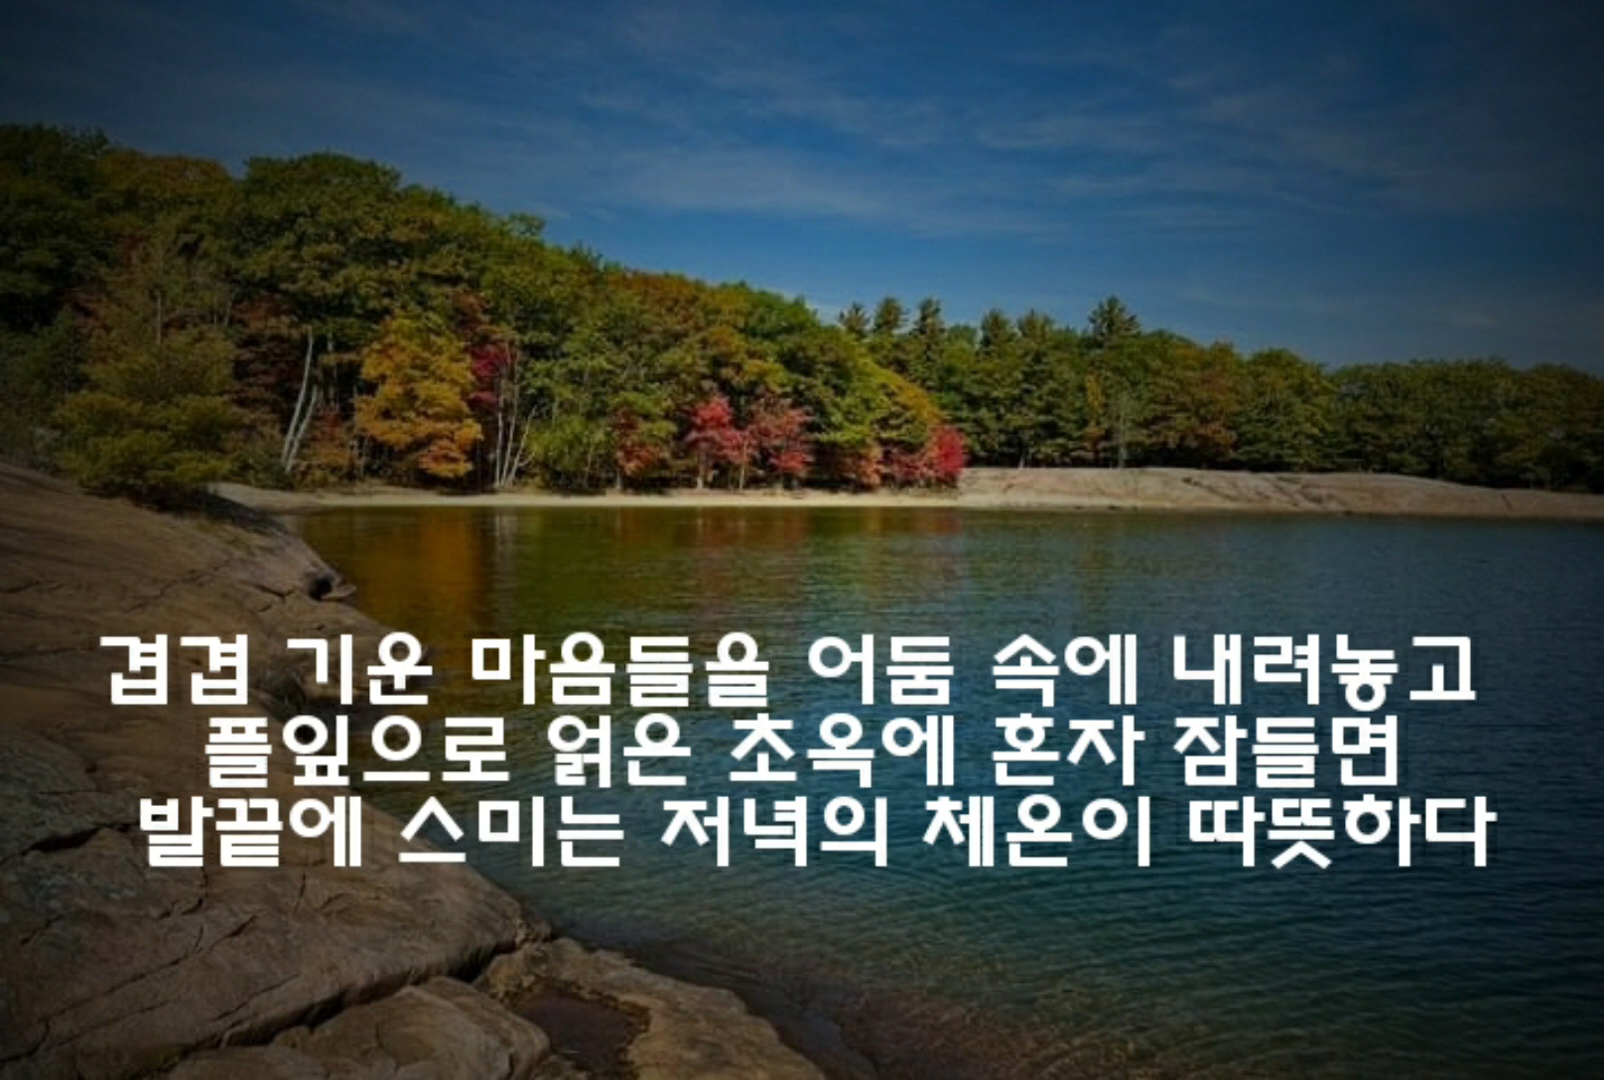 겹겹 기운 마음들을 어둠 속에 내려놓고
플잎으로 얽은 초옥에 혼자 잠들면
발끝에 스미는 저녁의 체온이 따뜻하다